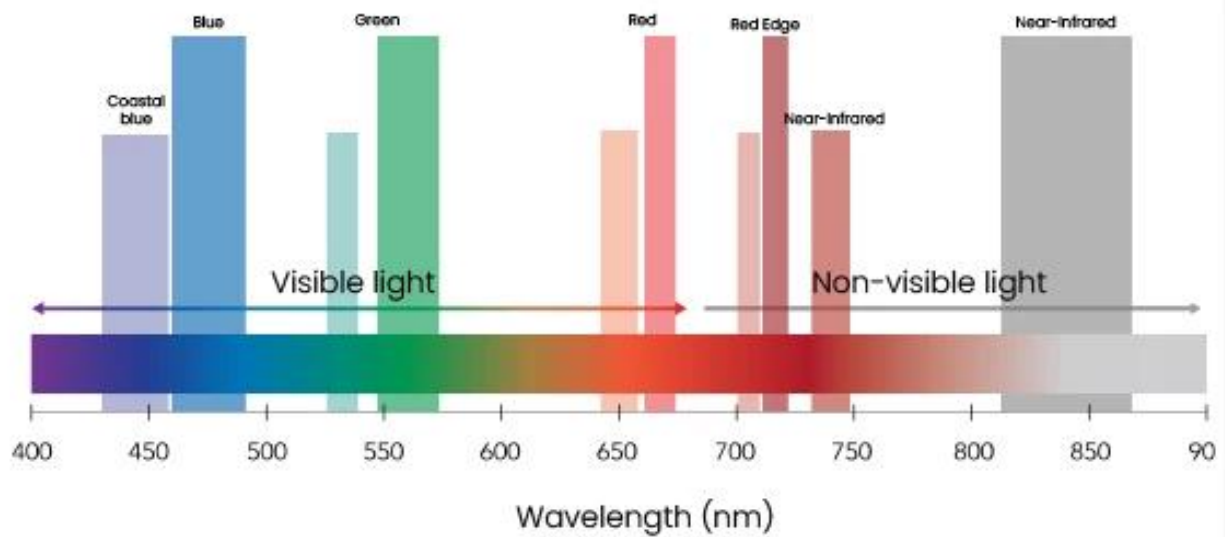 Blue
Green
Red
Red Edge
Near-Infrared
Coastal
blue
Near-Infrared
Visible light
Non-visible light
400 450 500 550 600 650 700 750 800 850 90
Wavelength (nm)